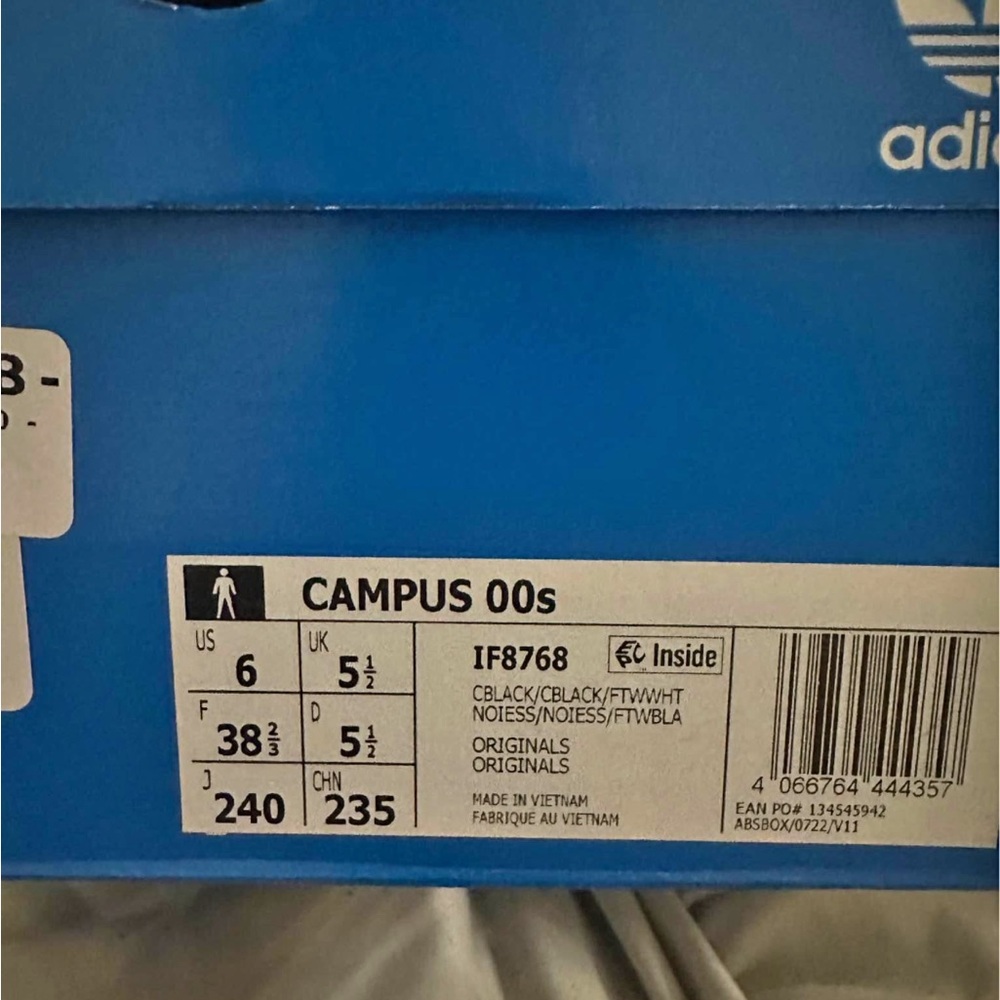 adi
3 -
CAMPUS 00s
US 6 UK 5½
F 38⅔ D 5½
J 240 CHN 235
IF8768 Inside
CBLACK/CBLACK/FTWWHT
NOIESS/NOIESS/FTWBLA
ORIGINALS
ORIGINALS
MADE IN VIETNAM
FABRIQUE AU VIETNAM
4 066764 444357
EAN PO# 134545942
ABSBOX/0722/V11